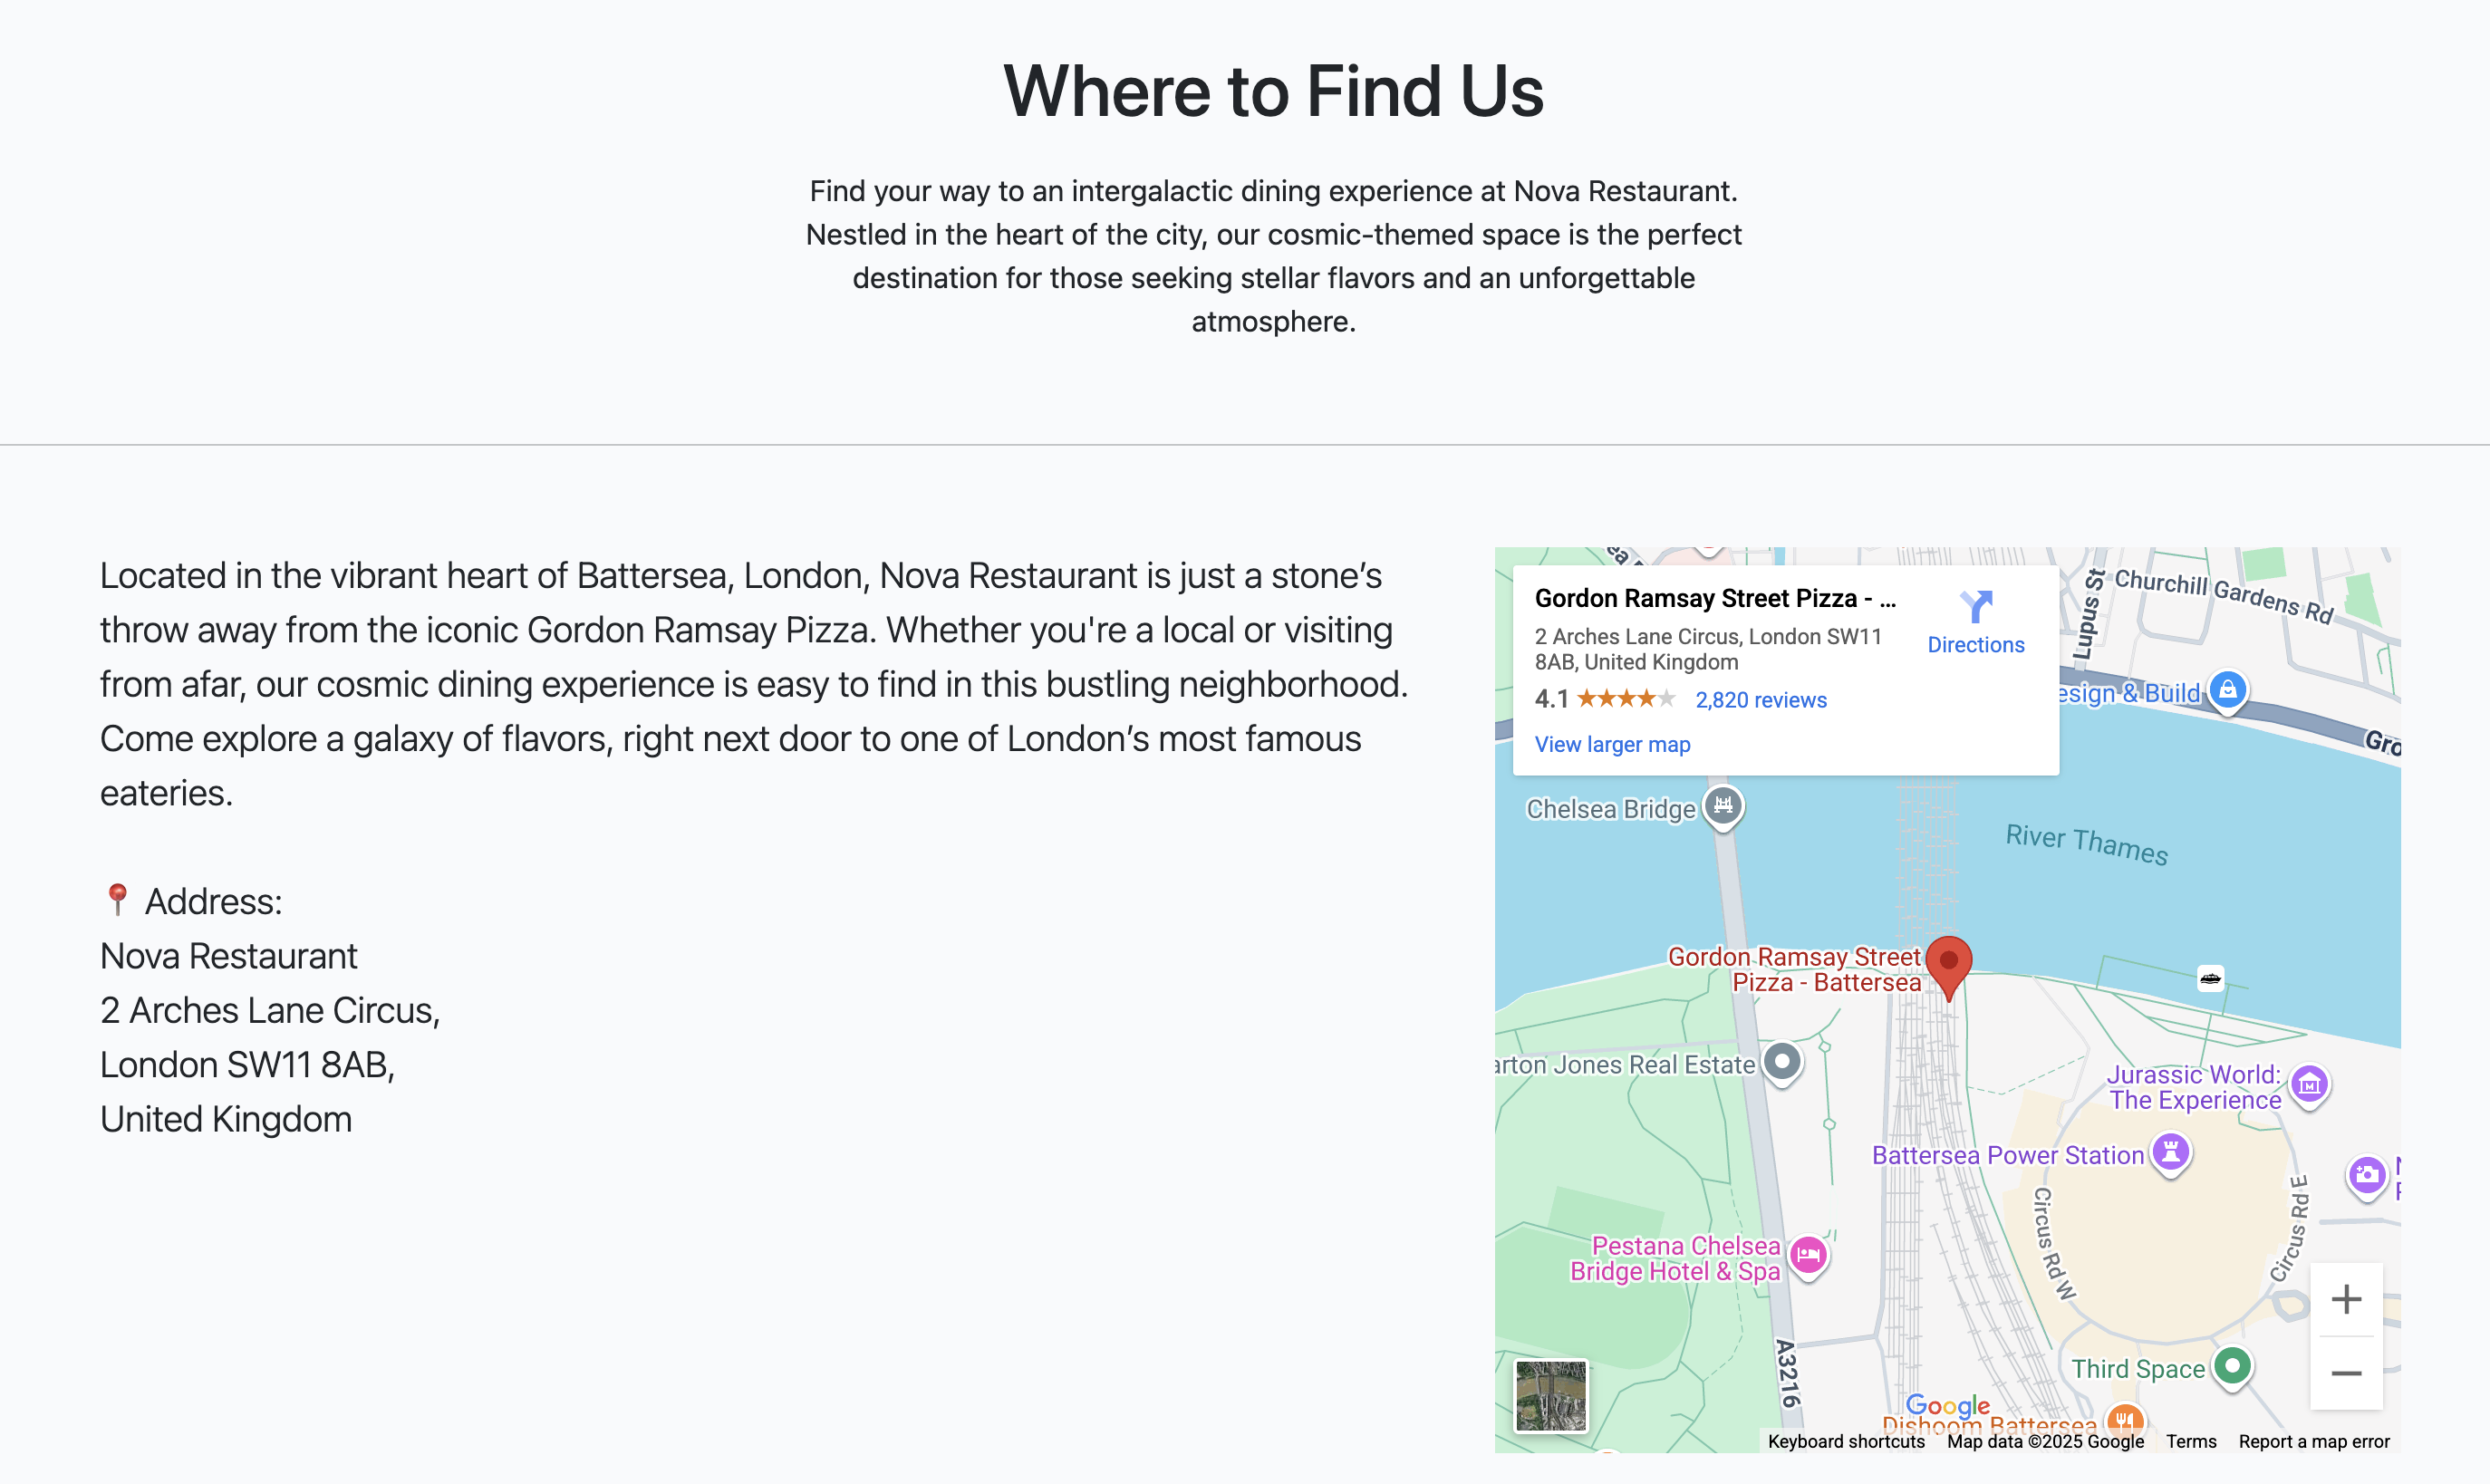 Where to Find Us
Find your way to an intergalactic dining experience at Nova Restaurant.
Nestled in the heart of the city, our cosmic-themed space is the perfect
destination for those seeking stellar flavors and an unforgettable
atmosphere.
Located in the vibrant heart of Battersea, London, Nova Restaurant is just a stone’s
throw away from the iconic Gordon Ramsay Pizza. Whether you're a local or visiting
from afar, our cosmic dining experience is easy to find in this bustling neighborhood.
Come explore a galaxy of flavors, right next door to one of London’s most famous
eateries.
📍 Address:
Nova Restaurant
2 Arches Lane Circus,
London SW11 8AB,
United Kingdom
Gordon Ramsay Street Pizza - ...
2 Arches Lane Circus, London SW11
8AB, United Kingdom
Directions
4.1
2,820 reviews
View larger map
Churchill Gardens Rd
Lupus St
esign & Build
Gro
Chelsea Bridge
River Thames
Gordon Ramsay Street
Pizza - Battersea
arton Jones Real Estate
Jurassic World:
The Experience
Battersea Power Station
Circus Rd W
Circus Rd E
Pestana Chelsea
Bridge Hotel & Spa
A3216
Third Space
Google
Dishoom Battersea
Keyboard shortcuts
Map data ©2025 Google
Terms
Report a map error